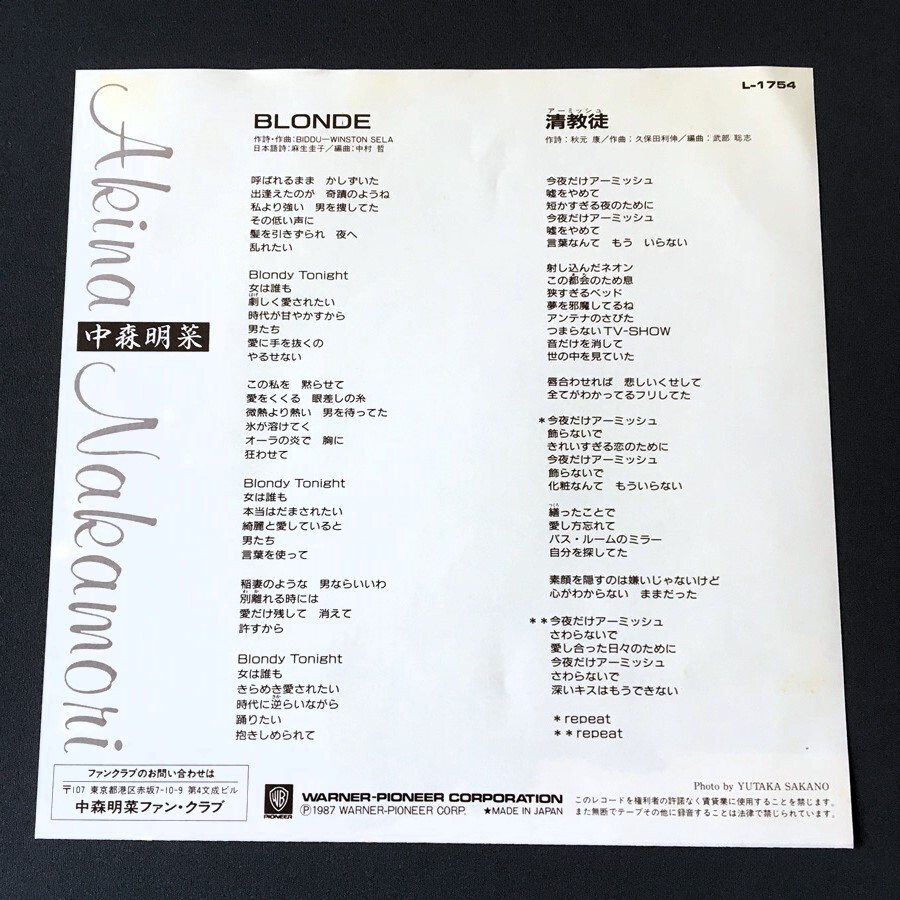 L-1754
Akina
中森明菜
Nakamori
BLONDE
作詩・作曲:BIDDU—WINSTON SELA
日本語詩:麻生圭子/編曲:中村 哲
呼ばれるまま かしずいた
出逢えたのが 奇蹟のようね
私より強い 男を捜してた
その低い声に
髪を引きずられ 夜へ
乱れたい
Blondy Tonight
女は誰も
はげ
劇しく愛されたい
時代が甘やかすから
男たち
愛に手を抜くの
やるせない
この私を 黙らせて
愛をくくる 眼差しの糸
微熱より熱い 男を待ってた
氷が溶けてく
オーラの炎で 胸に
狂わせて
Blondy Tonight
女は誰も
本当はだまされたい
綺麗と愛していると
男たち
言葉を使って
稲妻のような 男ならいいわ
わか
別離れる時には
愛だけ残して 消えて
許すから
Blondy Tonight
女は誰も
きらめき愛されたい
さか
時代に逆らいながら
踊りたい
抱きしめられて
アーミッシュ
清教徒
作詩:秋元 康/作曲:久保田利伸/編曲:武部 聡志
今夜だけアーミッシュ
嘘をやめて
短かすぎる夜のために
今夜だけアーミッシュ
嘘をやめて
言葉なんて もう いらない
射し込んだネオン
この都会のため息
狭すぎるベッド
夢を邪魔してるね
アンテナのさびた
つまらないTV-SHOW
音だけを消して
世の中を見ていた
唇合わせれば 悲しいくせして
全てがわかってるフリしてた
*今夜だけアーミッシュ
飾らないで
きれいすぎる恋のために
今夜だけアーミッシュ
飾らないで
化粧なんて もういらない
つくろ
繕ったことで
愛し方忘れて
バス・ルームのミラー
自分を探してた
素顔を隠すのは嫌いじゃないけど
心がわからない ままだった
**今夜だけアーミッシュ
さわらないで
愛し合った日々のために
今夜だけアーミッシュ
さわらないで
深いキスはもうできない
*repeat
**repeat
ファンクラブのお問い合わせは
〒107 東京都港区赤坂7-10-9 第4文成ビル
中森明菜ファン・クラブ
WB
PIONEER
WARNER-PIONEER CORPORATION
Ⓟ1987 WARNER-PIONEER CORP. ★MADE IN JAPAN
Photo by YUTAKA SAKANO
このレコードを権利者の許諾なく賃貸業に使用することを禁じます。
また無断でテープその他に録音することは法律で禁じられています。